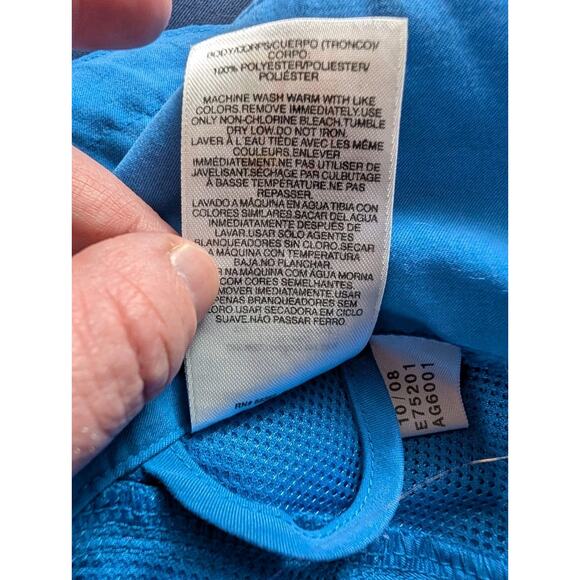 BODY/CORPS/CUERPO (TRONCO)/
CORPO:
100% POLYESTER/POLIESTER/
POLIÉSTER
MACHINE WASH WARM WITH LIKE
COLORS.REMOVE IMMEDIATELY.USE
ONLY NON-CHLORINE BLEACH.TUMBLE
DRY LOW.DO NOT IRON.
LAVER À L'EAU TIÈDE AVEC LES MÊME
COULEURS.ENLEVER
IMMÉDIATEMENT.NE PAS UTILISER DE
JAVELISANT.SÉCHAGE PAR CULBUTAGE
À BASSE TEMPÉRATURE.NE PAS
REPASSER.
LAVADO A MÁQUINA EN AGUA TIBIA CON
COLORES SIMILARES.SACAR DEL AGUA
INMEDIATAMENTE DESPUÉS DE
LAVAR.USAR SÓLO AGENTES
BLANQUEADORES SIN CLORO.SECAR
A MÁQUINA CON TEMPERATURA
BAJA.NO PLANCHAR.
AR NA MÁQUINA COM ÁGUA MORNA
COM CORES SEMELHANTES.
MOVER IMEDIATAMENTE.USAR
PENAS BRANQUEADORES SEM
LORO.USAR SECADORA EM CICLO
SUAVE.NÃO PASSAR FERRO.
RN#
10/08
E75201
AG6001